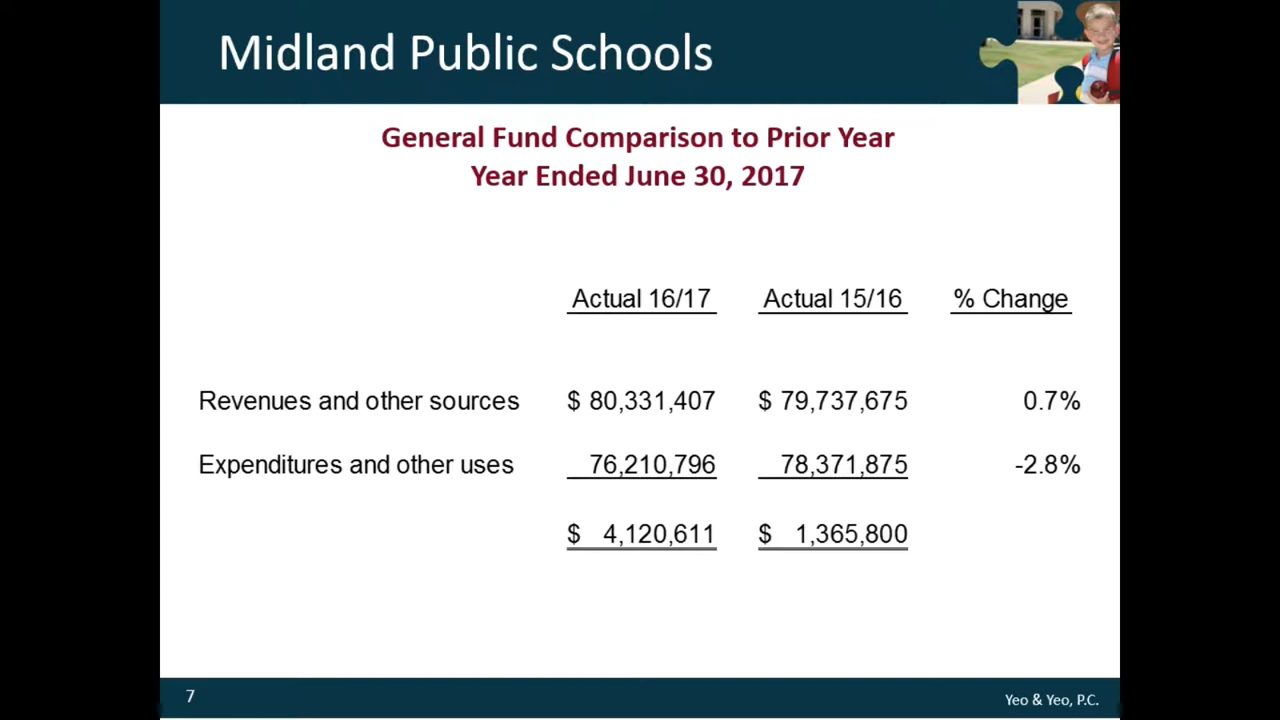 Midland Public Schools
General Fund Comparison to Prior Year
Year Ended June 30, 2017
Actual 16/17 Actual 15/16 % Change
Revenues and other sources $ 80,331,407 $ 79,737,675 0.7%
Expenditures and other uses 76,210,796 78,371,875 -2.8%
$ 4,120,611 $ 1,365,800
7 Yeo & Yeo, P.C.